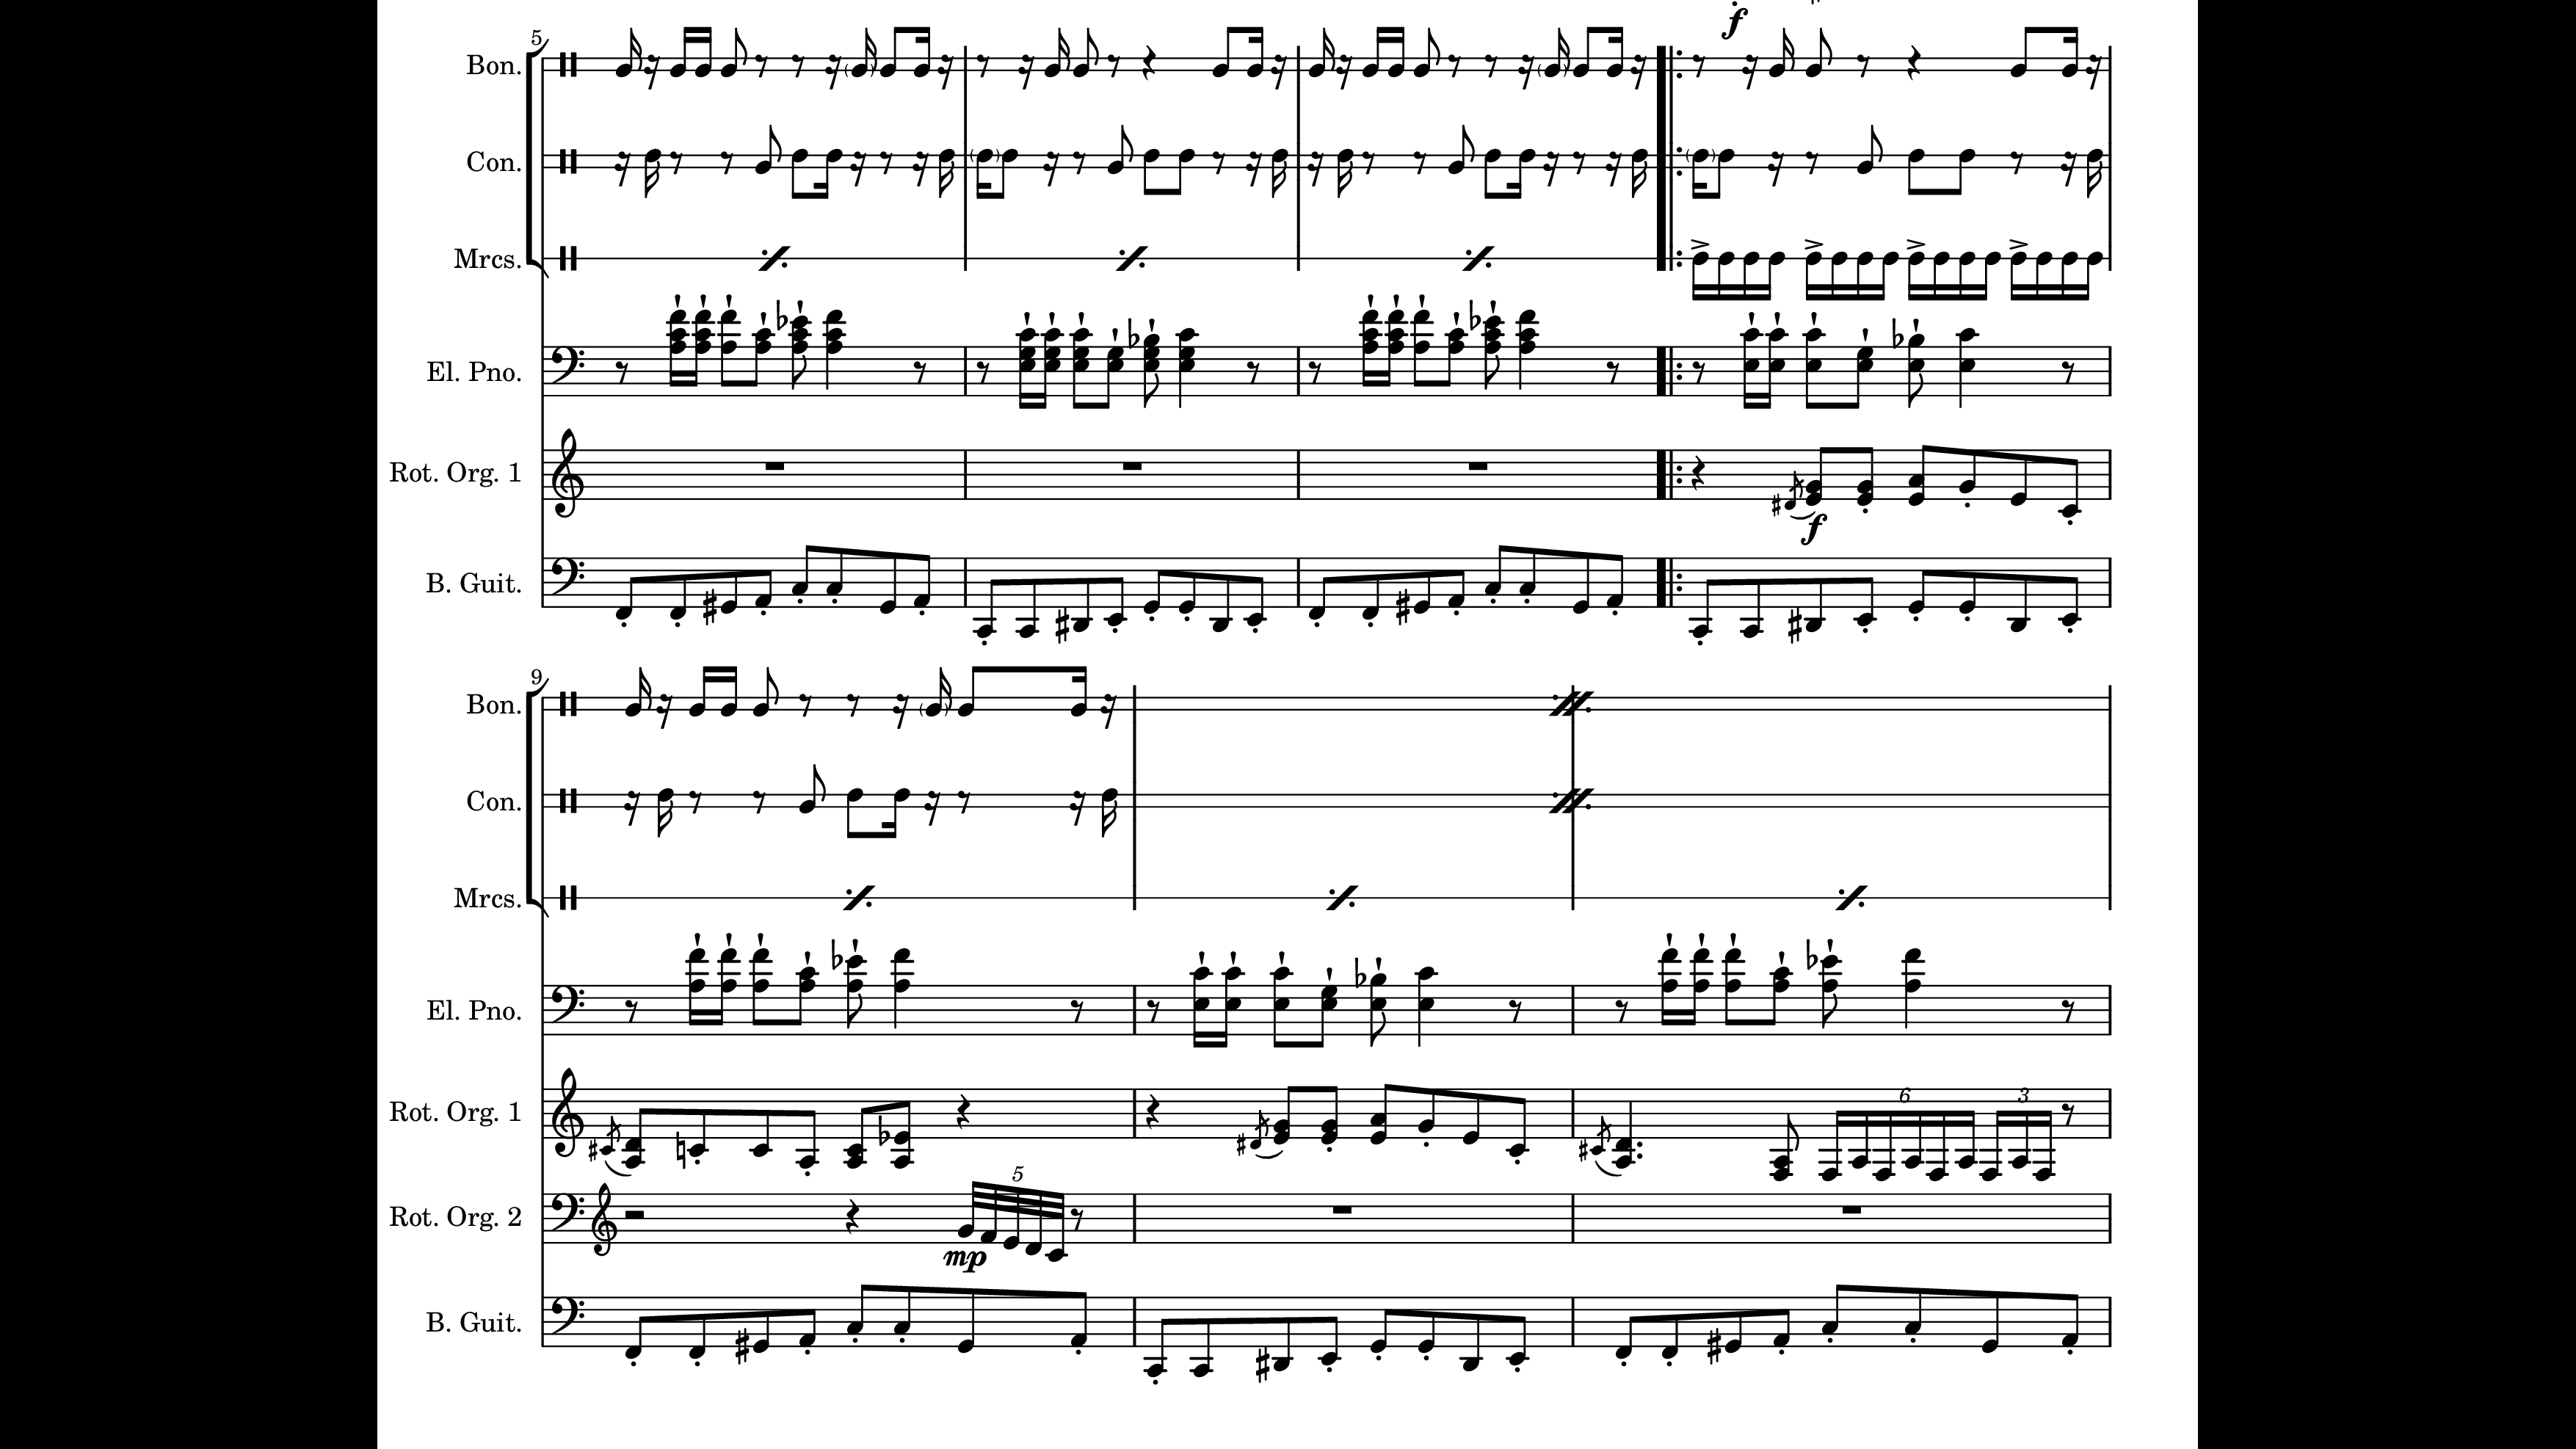 f
5
Bon.
Con.
Mrcs.
El. Pno.
Rot. Org. 1
f
B. Guit.
9
Bon.
Con.
Mrcs.
El. Pno.
Rot. Org. 1
6 3
Rot. Org. 2
5
mp
B. Guit.